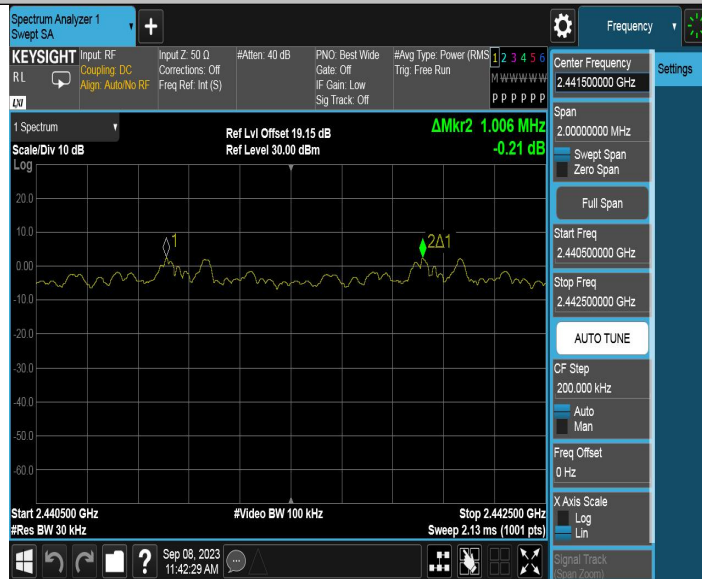 Spectrum Analyzer 1
Swept SA
+
Frequency
KEYSIGHT
RL
LXI
Input: RF
Coupling: DC
Align: Auto/No RF
Input Z: 50 Ω
Corrections: Off
Freq Ref: Int (S)
#Atten: 40 dB
PNO: Best Wide
Gate: Off
IF Gain: Low
Sig Track: Off
#Avg Type: Power (RMS
Trig: Free Run
1 2 3 4 5 6
M W W W W W
P P P P P P
1 Spectrum
Scale/Div 10 dB
Ref Lvl Offset 19.15 dB
Ref Level 30.00 dBm
ΔMkr2 1.006 MHz
-0.21 dB
Log
20.0
10.0
0.00
-10.0
-20.0
-30.0
-40.0
-50.0
-60.0
1
2Δ1
Start 2.440500 GHz
#Res BW 30 kHz
#Video BW 100 kHz
Stop 2.442500 GHz
Sweep 2.13 ms (1001 pts)
Center Frequency
2.441500000 GHz
Settings
Span
2.00000000 MHz
Swept Span
Zero Span
Full Span
Start Freq
2.440500000 GHz
Stop Freq
2.442500000 GHz
AUTO TUNE
CF Step
200.000 kHz
Auto
Man
Freq Offset
0 Hz
X Axis Scale
Log
Lin
Signal Track
(Span Zoom)
?
Sep 08, 2023
11:42:29 AM